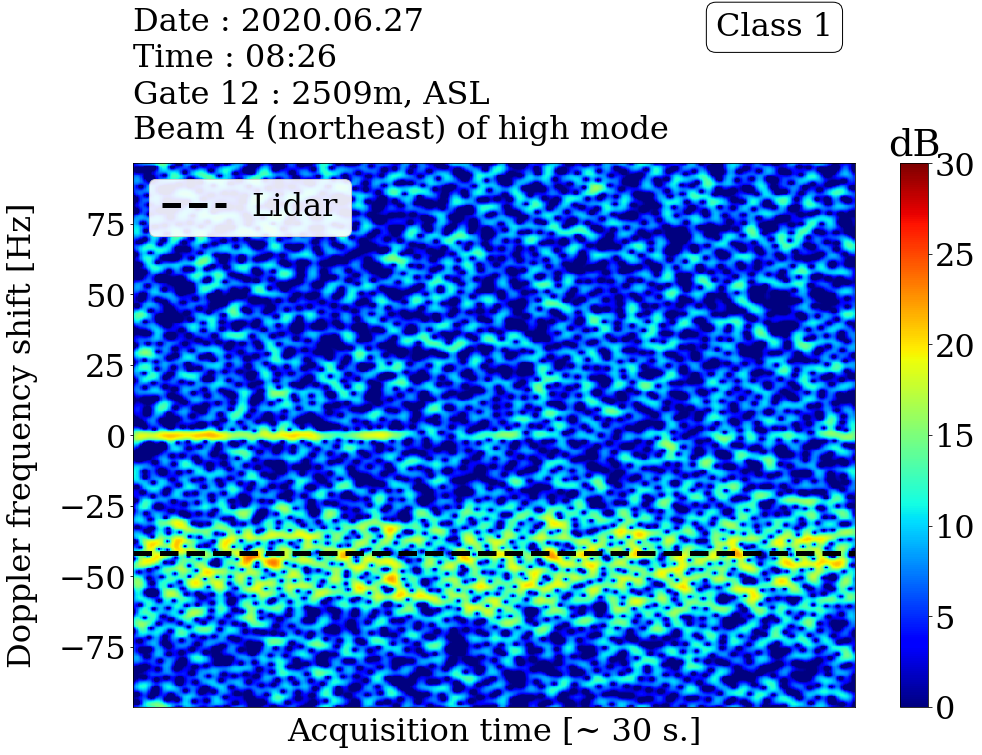 Date : 2020.06.27
Time : 08:26
Gate 12 : 2509m, ASL
Beam 4 (northeast) of high mode
Class 1
dB
Lidar
Doppler frequency shift [Hz]
75
50
25
0
−25
−50
−75
30
25
20
15
10
5
0
Acquisition time [~ 30 s.]